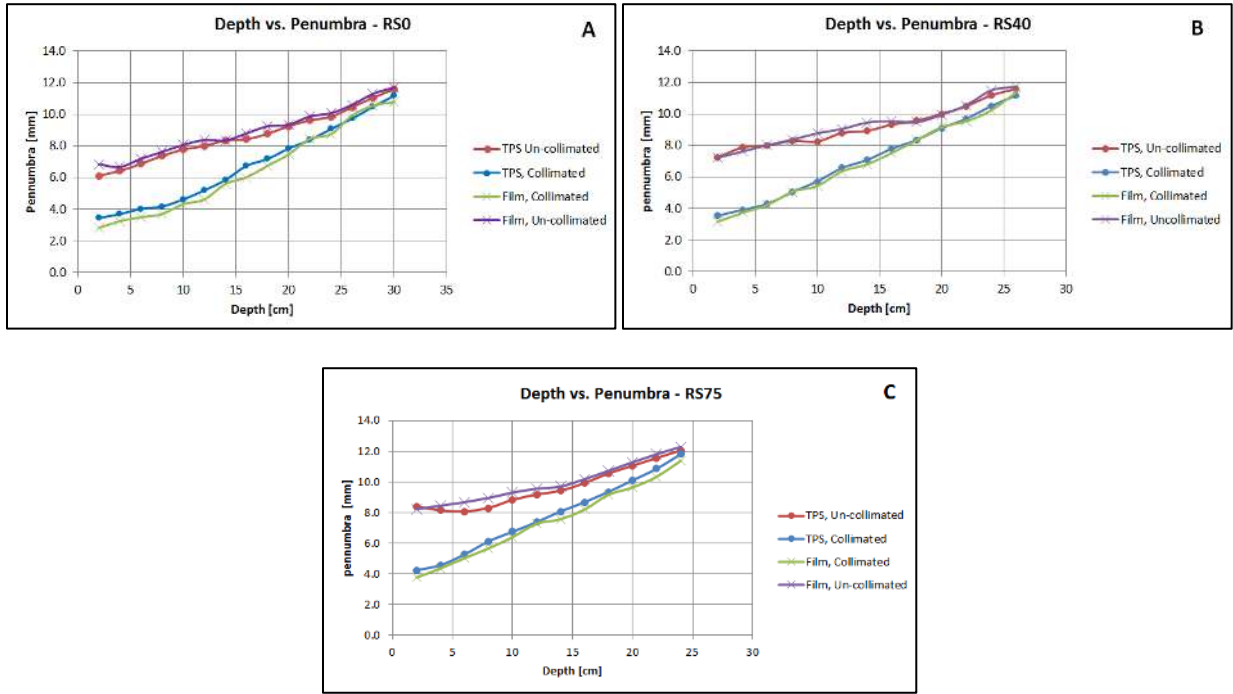 Depth vs. Penumbra - RS0
A
14.0
12.0
10.0
8.0
6.0
4.0
2.0
0.0
Pennumbra [mm]
0 5 10 15 20 25 30 35
Depth [cm]
TPS Un-collimated
TPS, Collimated
Film, Collimated
Film, Un-collimated
Depth vs. Penumbra - RS40
B
14.0
12.0
10.0
8.0
6.0
4.0
2.0
0.0
pennumbra [mm]
0 5 10 15 20 25 30
Depth [cm]
TPS, Un-collimated
TPS, Collimated
Film, Collimated
Film, Uncollimated
Depth vs. Penumbra - RS75
C
14.0
12.0
10.0
8.0
6.0
4.0
2.0
0.0
pennumbra [mm]
0 5 10 15 20 25 30
Depth [cm]
TPS, Un-collimated
TPS, Collimated
Film, Collimated
Film, Un-collimated